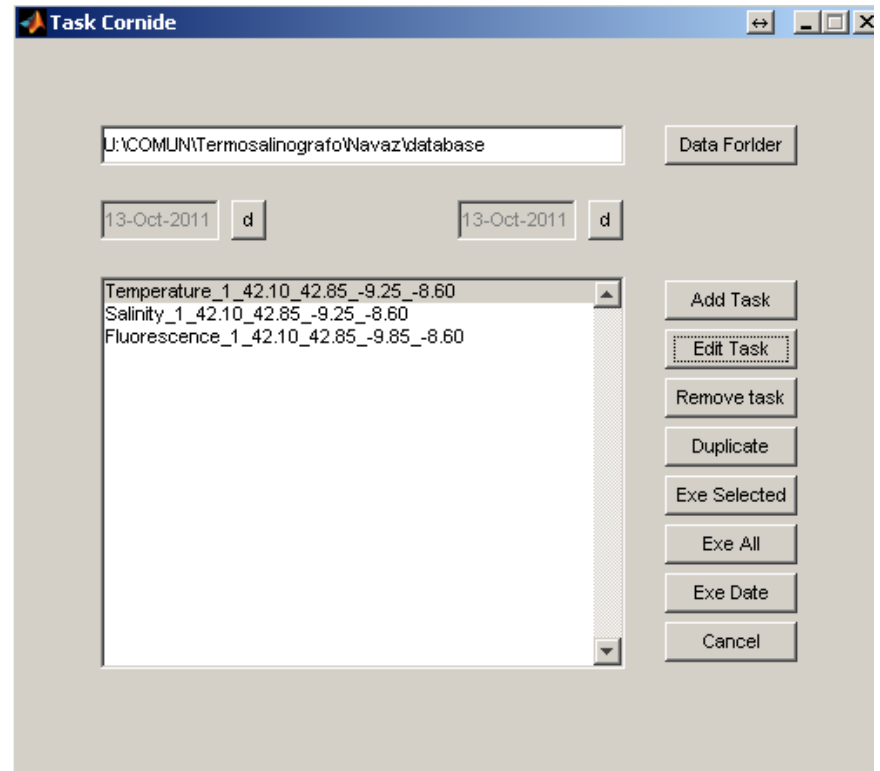 Task Cornide
U:\COMUN\Termosalinografo\Navaz\database
Data Forlder
13-Oct-2011 d 13-Oct-2011 d
Temperature_1_42.10_42.85_-9.25_-8.60
Salinity_1_42.10_42.85_-9.25_-8.60
Fluorescence_1_42.10_42.85_-9.85_-8.60
Add Task
Edit Task
Remove task
Duplicate
Exe Selected
Exe All
Exe Date
Cancel